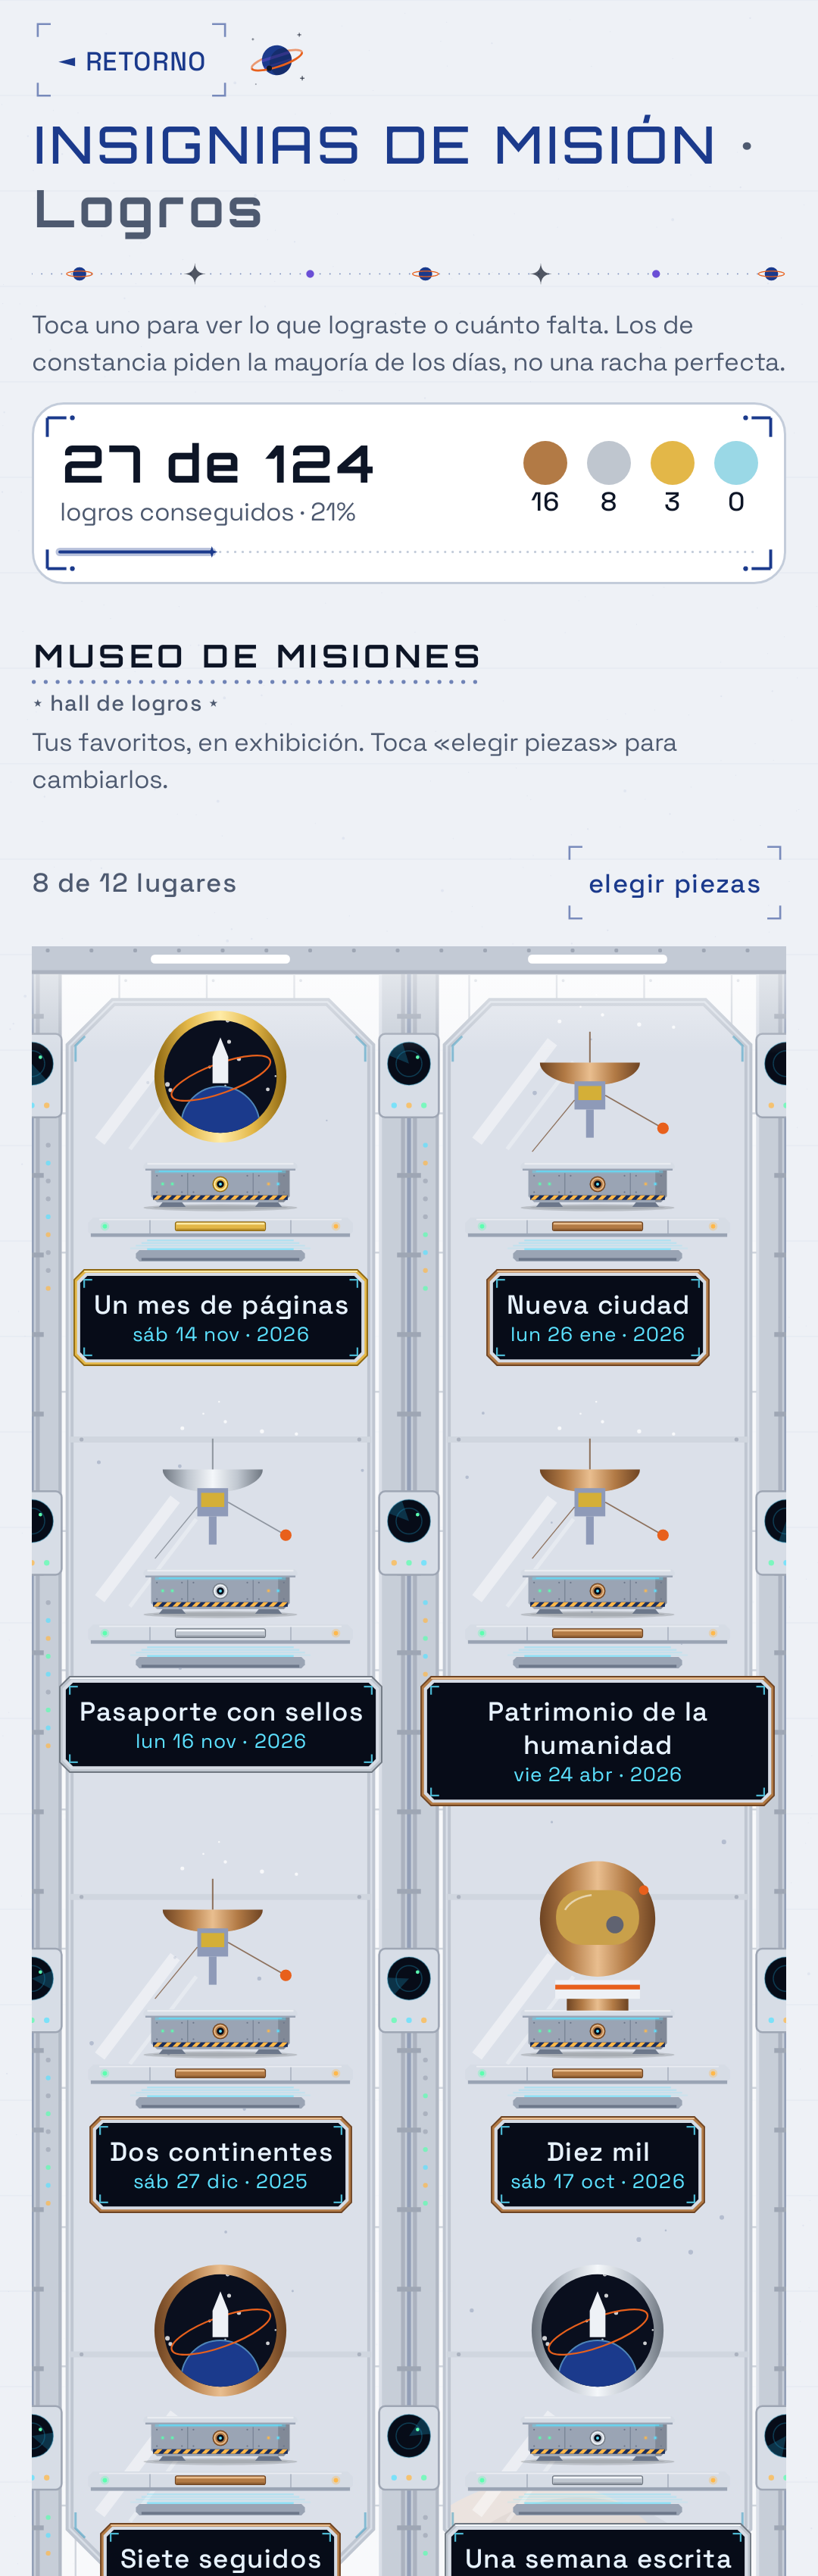 ◄ RETORNO
INSIGNIAS DE MISIÓN ·
Logros
Toca uno para ver lo que lograste o cuánto falta. Los de
constancia piden la mayoría de los días, no una racha perfecta.
27 de 124
logros conseguidos · 21%
16 8 3 0
MUSEO DE MISIONES
⋆ hall de logros ⋆
Tus favoritos, en exhibición. Toca «elegir piezas» para
cambiarlos.
8 de 12 lugares
elegir piezas
Un mes de páginas
sáb 14 nov · 2026
Nueva ciudad
lun 26 ene · 2026
Pasaporte con sellos
lun 16 nov · 2026
Patrimonio de la
humanidad
vie 24 abr · 2026
Dos continentes
sáb 27 dic · 2025
Diez mil
sáb 17 oct · 2026
Siete seguidos
Una semana escrita